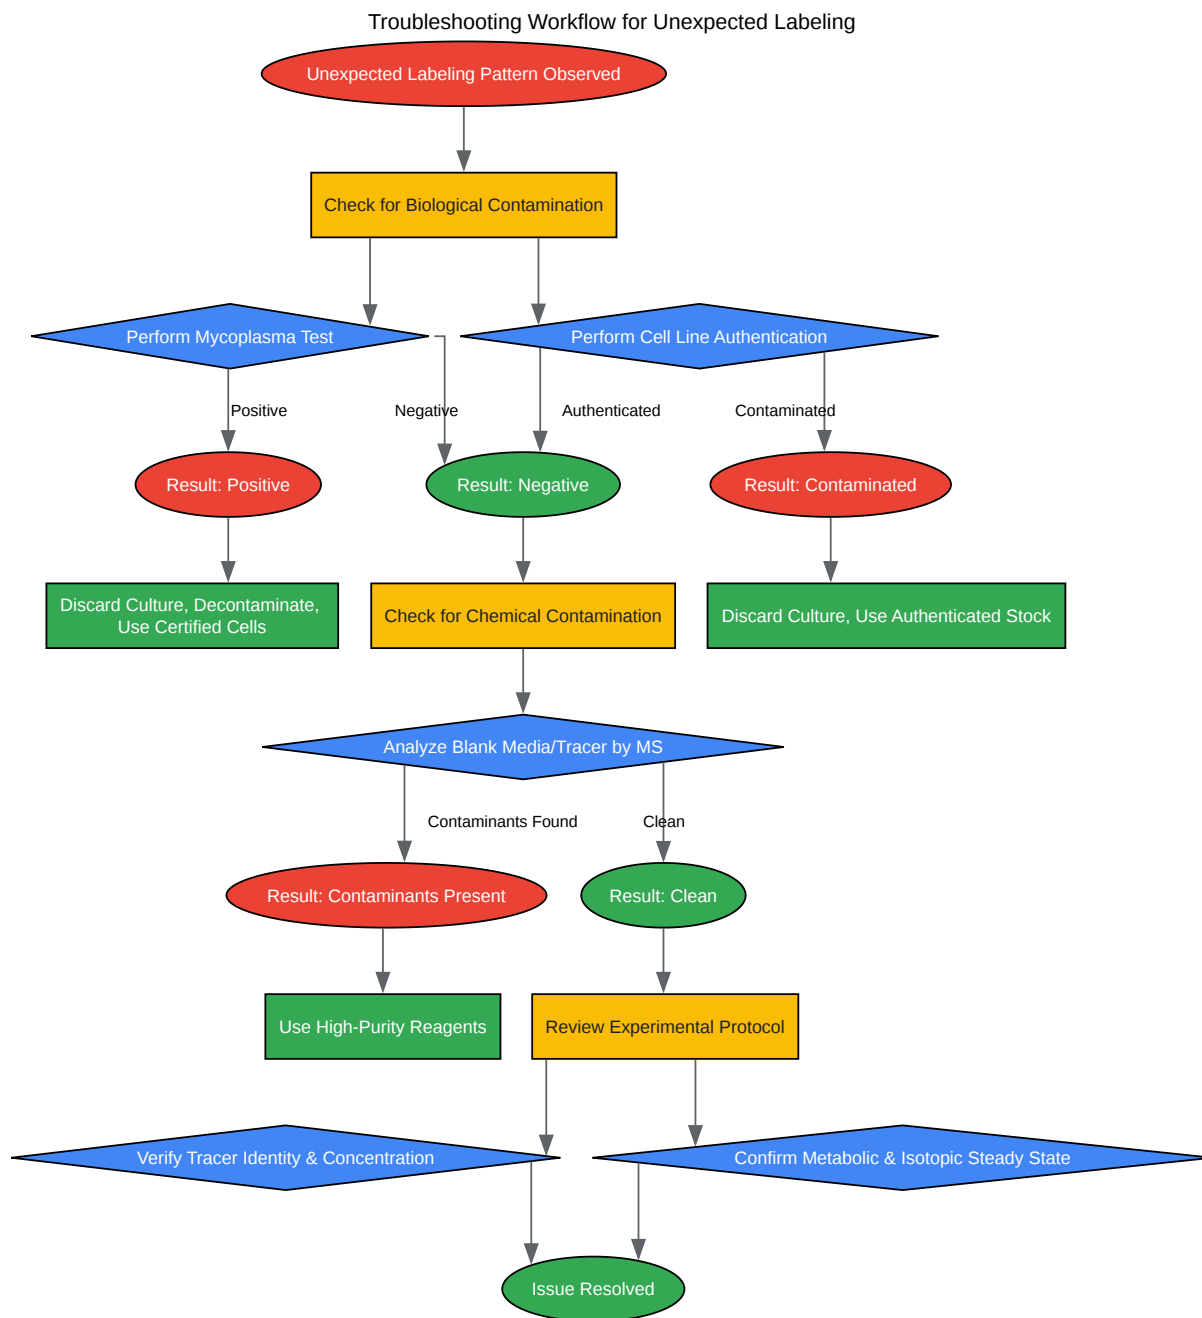 Troubleshooting Workflow for Unexpected Labeling
Unexpected Labeling Pattern Observed
Check for Biological Contamination
Perform Mycoplasma Test
Perform Cell Line Authentication
Positive
Negative
Authenticated
Contaminated
Result: Positive
Result: Negative
Result: Contaminated
Discard Culture, Decontaminate,
Use Certified Cells
Check for Chemical Contamination
Discard Culture, Use Authenticated Stock
Analyze Blank Media/Tracer by MS
Contaminants Found
Clean
Result: Contaminants Present
Result: Clean
Use High-Purity Reagents
Review Experimental Protocol
Verify Tracer Identity & Concentration
Confirm Metabolic & Isotopic Steady State
Issue Resolved